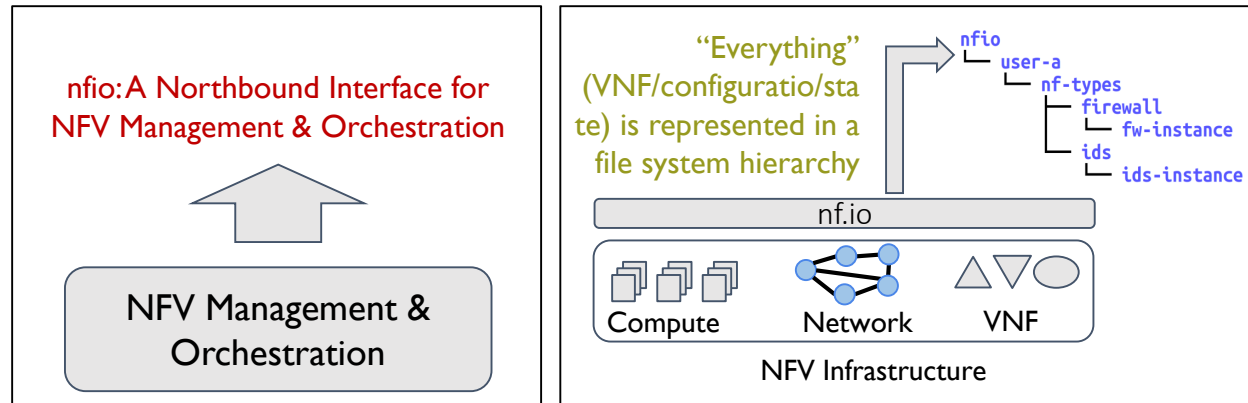 nfio: A Northbound Interface for
NFV Management & Orchestration
NFV Management &
Orchestration
“Everything”
(VNF/configuratio/sta
te) is represented in a
file system hierarchy
nfio
user-a
nf-types
firewall
fw-instance
ids
ids-instance
nf.io
Compute
Network
VNF
NFV Infrastructure